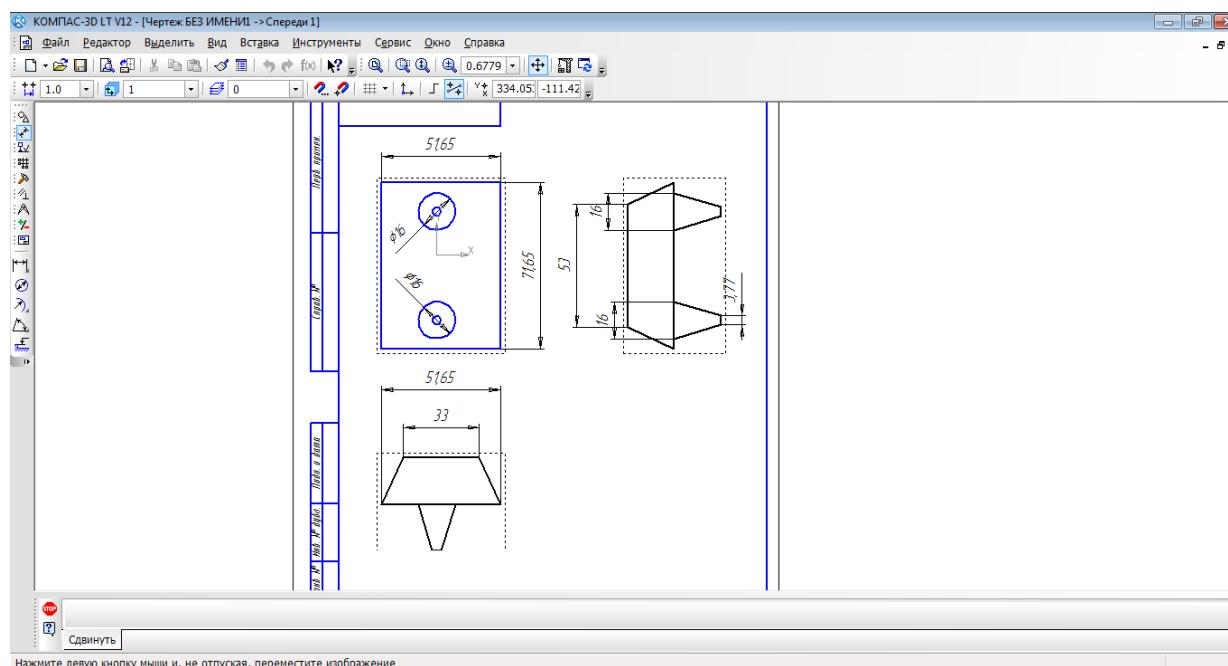 КОМПАС-3D LT V12 - [Чертеж БЕЗ ИМЕНИ1 ->Спереди 1]
Файл Редактор Выделить Вид Вставка Инструменты Сервис Окно Справка
0.6779
1.0 1 0 334.05 -111.42
Перв. примен.
51,65
16
Ø16
X
71,65
53
3,77
Ø16
16
Справ. №
51,65
33
Подп. и дата
Инв. № дубл.
STOP
Сдвинуть
Нажмите левую кнопку мыши и, не отпуская, переместите изображение